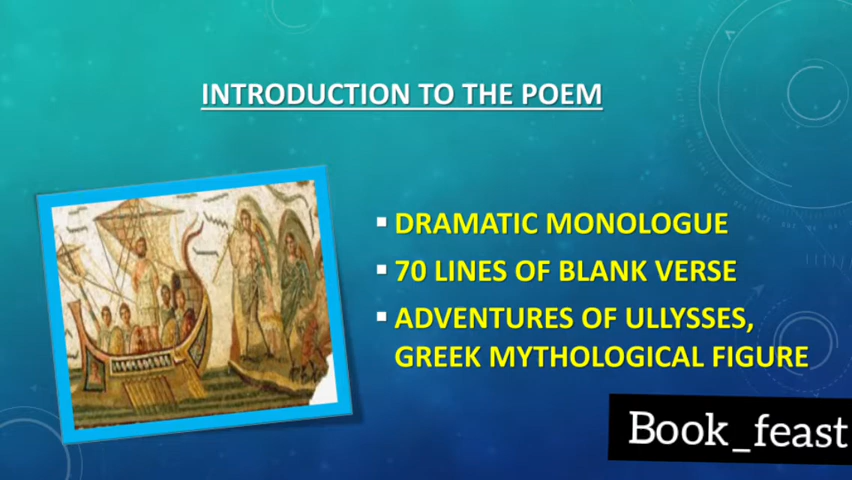 INTRODUCTION TO THE POEM
▪ DRAMATIC MONOLOGUE
▪ 70 LINES OF BLANK VERSE
▪ ADVENTURES OF ULLYSSES,
GREEK MYTHOLOGICAL FIGURE
Book_feast